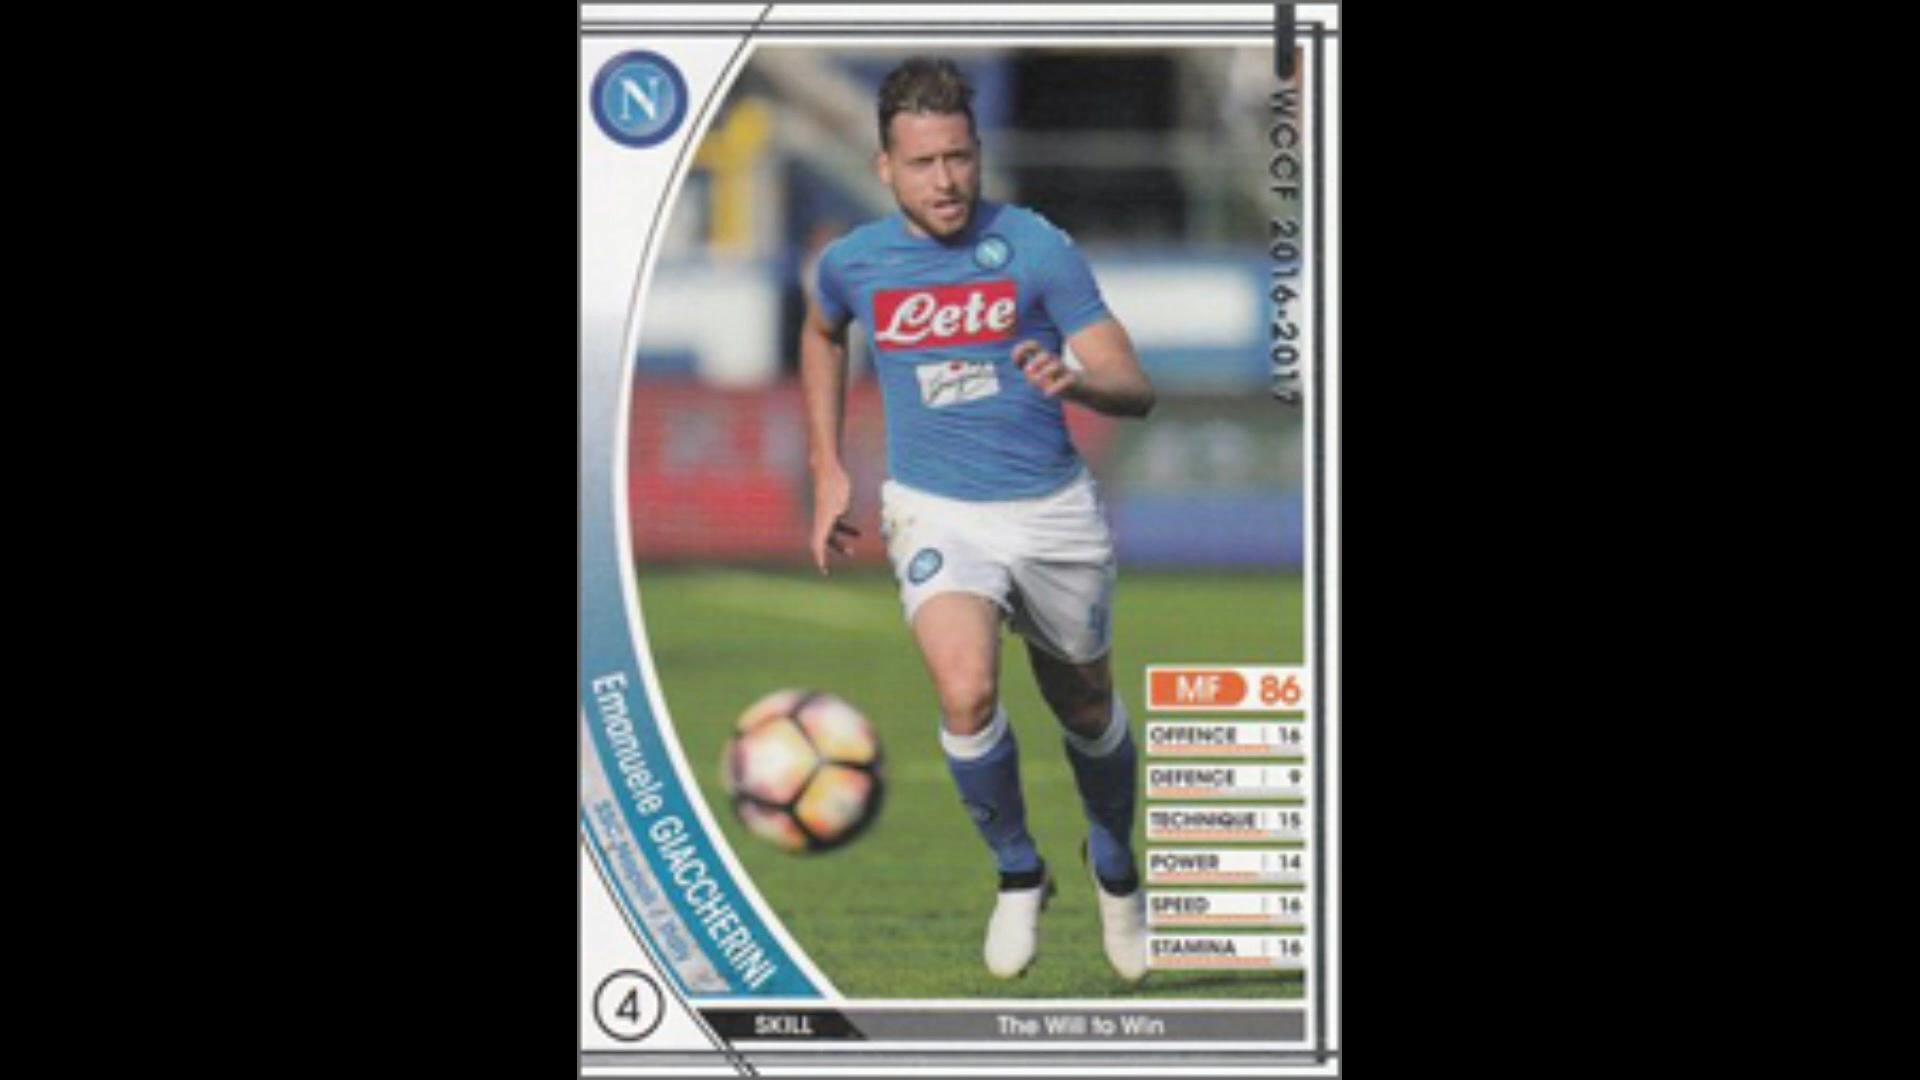 N
WCCF 2016-2017
N
Lete
N
MF 86
OFFENCE 16
DEFENCE 9
TECHNIQUE 15
POWER 14
SPEED 16
STAMINA 16
Emanuele GIACCHERINI
4
SKILL The Will to Win